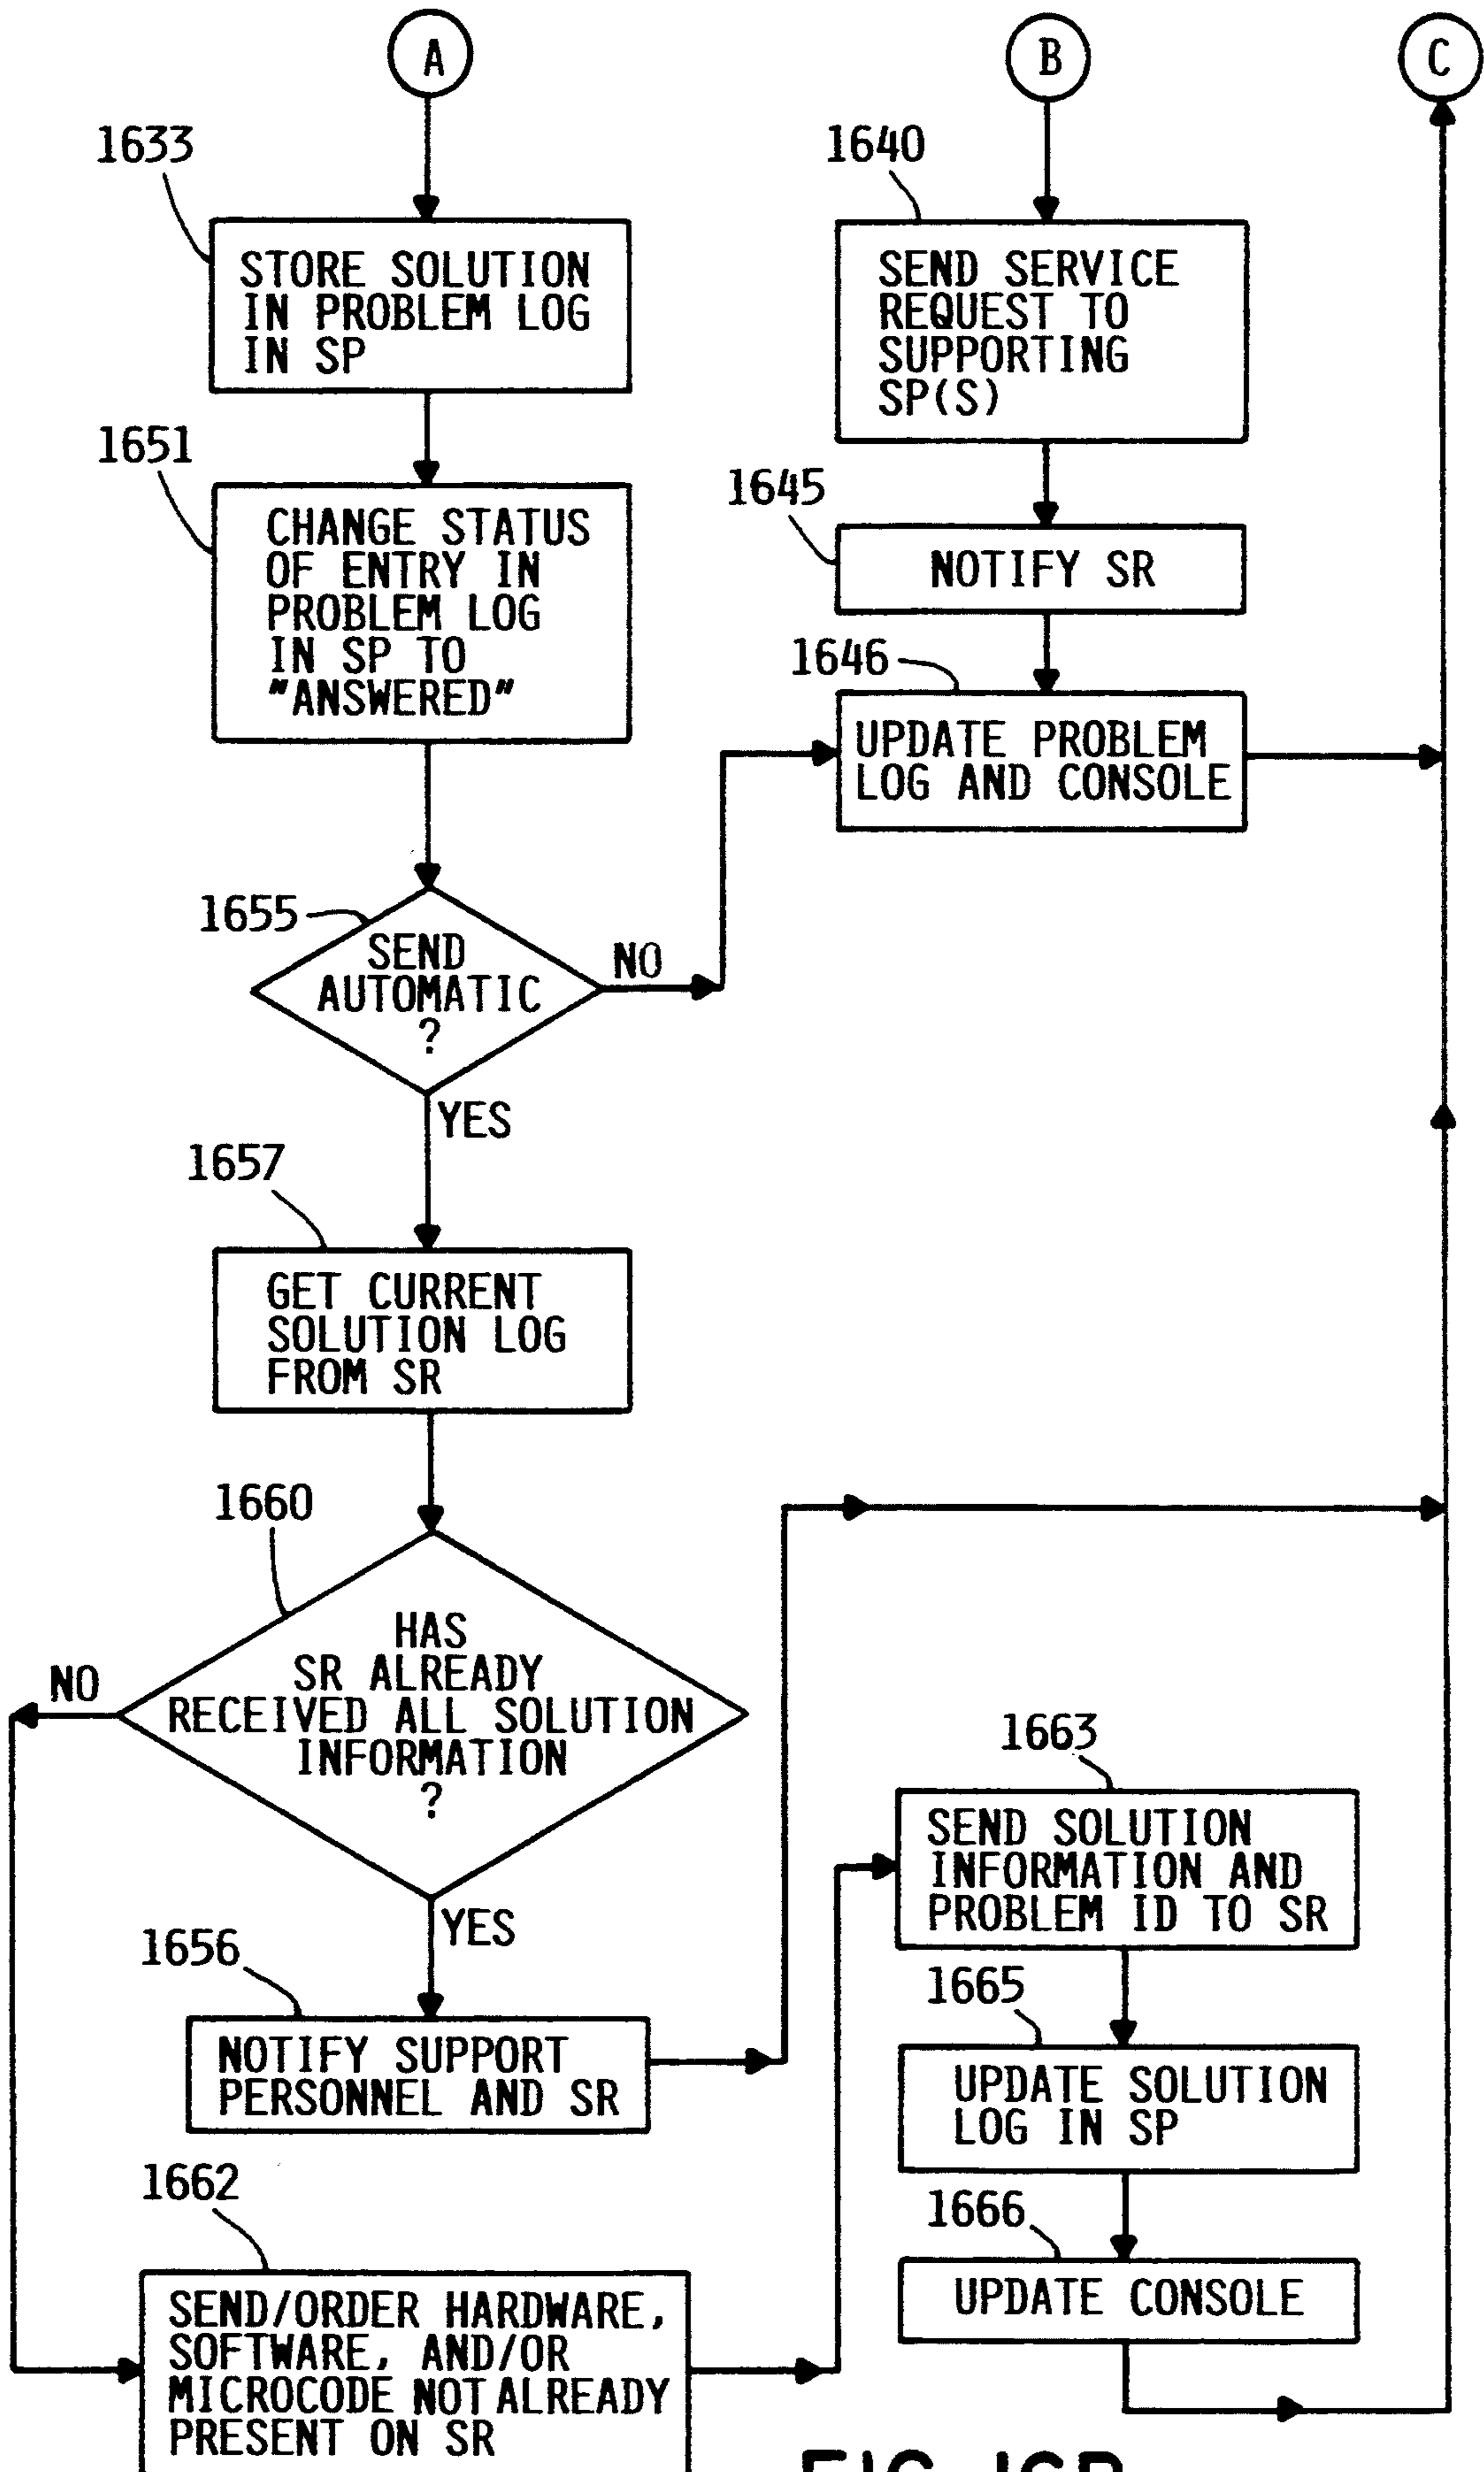 A
B
C
1633
STORE SOLUTION
IN PROBLEM LOG
IN SP
1640
SEND SERVICE
REQUEST TO
SUPPORTING
SP(S)
1651
CHANGE STATUS
OF ENTRY IN
PROBLEM LOG
IN SP TO
"ANSWERED"
1645
NOTIFY SR
1646
UPDATE PROBLEM
LOG AND CONSOLE
1655
SEND
AUTOMATIC
?
NO
YES
1657
GET CURRENT
SOLUTION LOG
FROM SR
1660
HAS
SR ALREADY
RECEIVED ALL SOLUTION
INFORMATION
?
NO
YES
1656
NOTIFY SUPPORT
PERSONNEL AND SR
1662
SEND/ORDER HARDWARE,
SOFTWARE, AND/OR
MICROCODE NOT ALREADY
PRESENT ON SR
1663
SEND SOLUTION
INFORMATION AND
PROBLEM ID TO SR
1665
UPDATE SOLUTION
LOG IN SP
1666
UPDATE CONSOLE